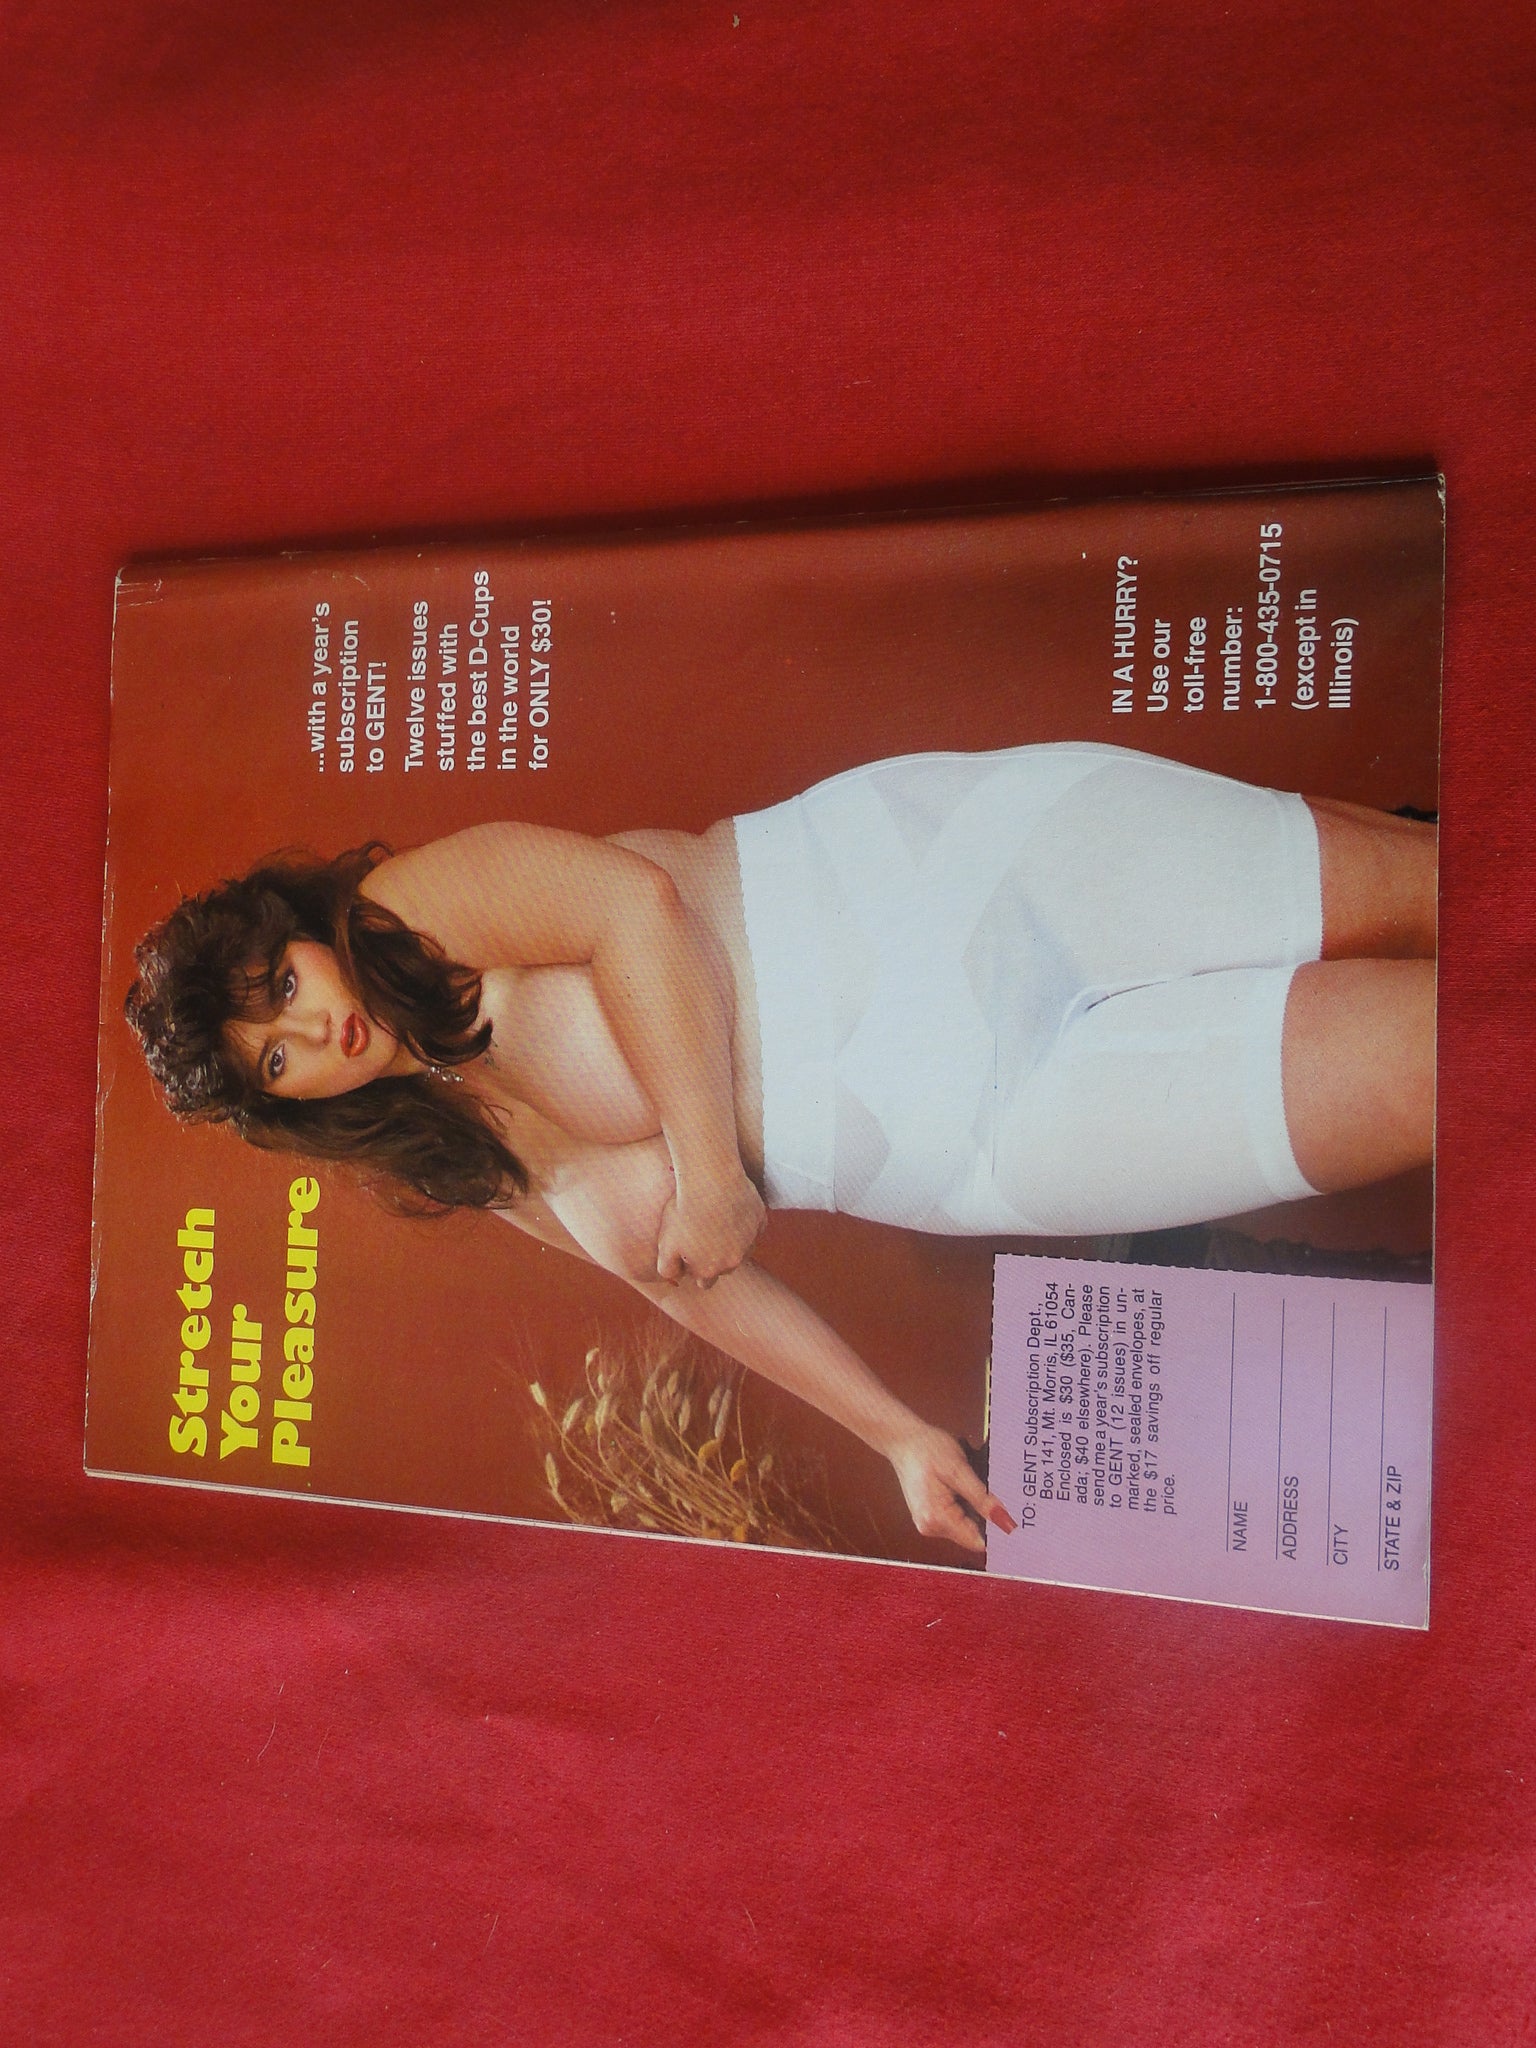 Stretch
Your
Pleasure
...with a year's
subscription
to GENT!
Twelve issues
stuffed with
the best D-Cups
in the world
for ONLY $30!
IN A HURRY?
Use our
toll-free
number:
1-800-435-0715
(except in
Illinois)
TO: GENT Subscription Dept.,
Box 141, Mt. Morris, IL 61054
Enclosed is $30 ($35, Can-
ada; $40 elsewhere). Please
send me a year's subscription
to GENT (12 issues) in un-
marked, sealed envelopes, at
the $17 savings off regular
price.
NAME
ADDRESS
CITY
STATE & ZIP